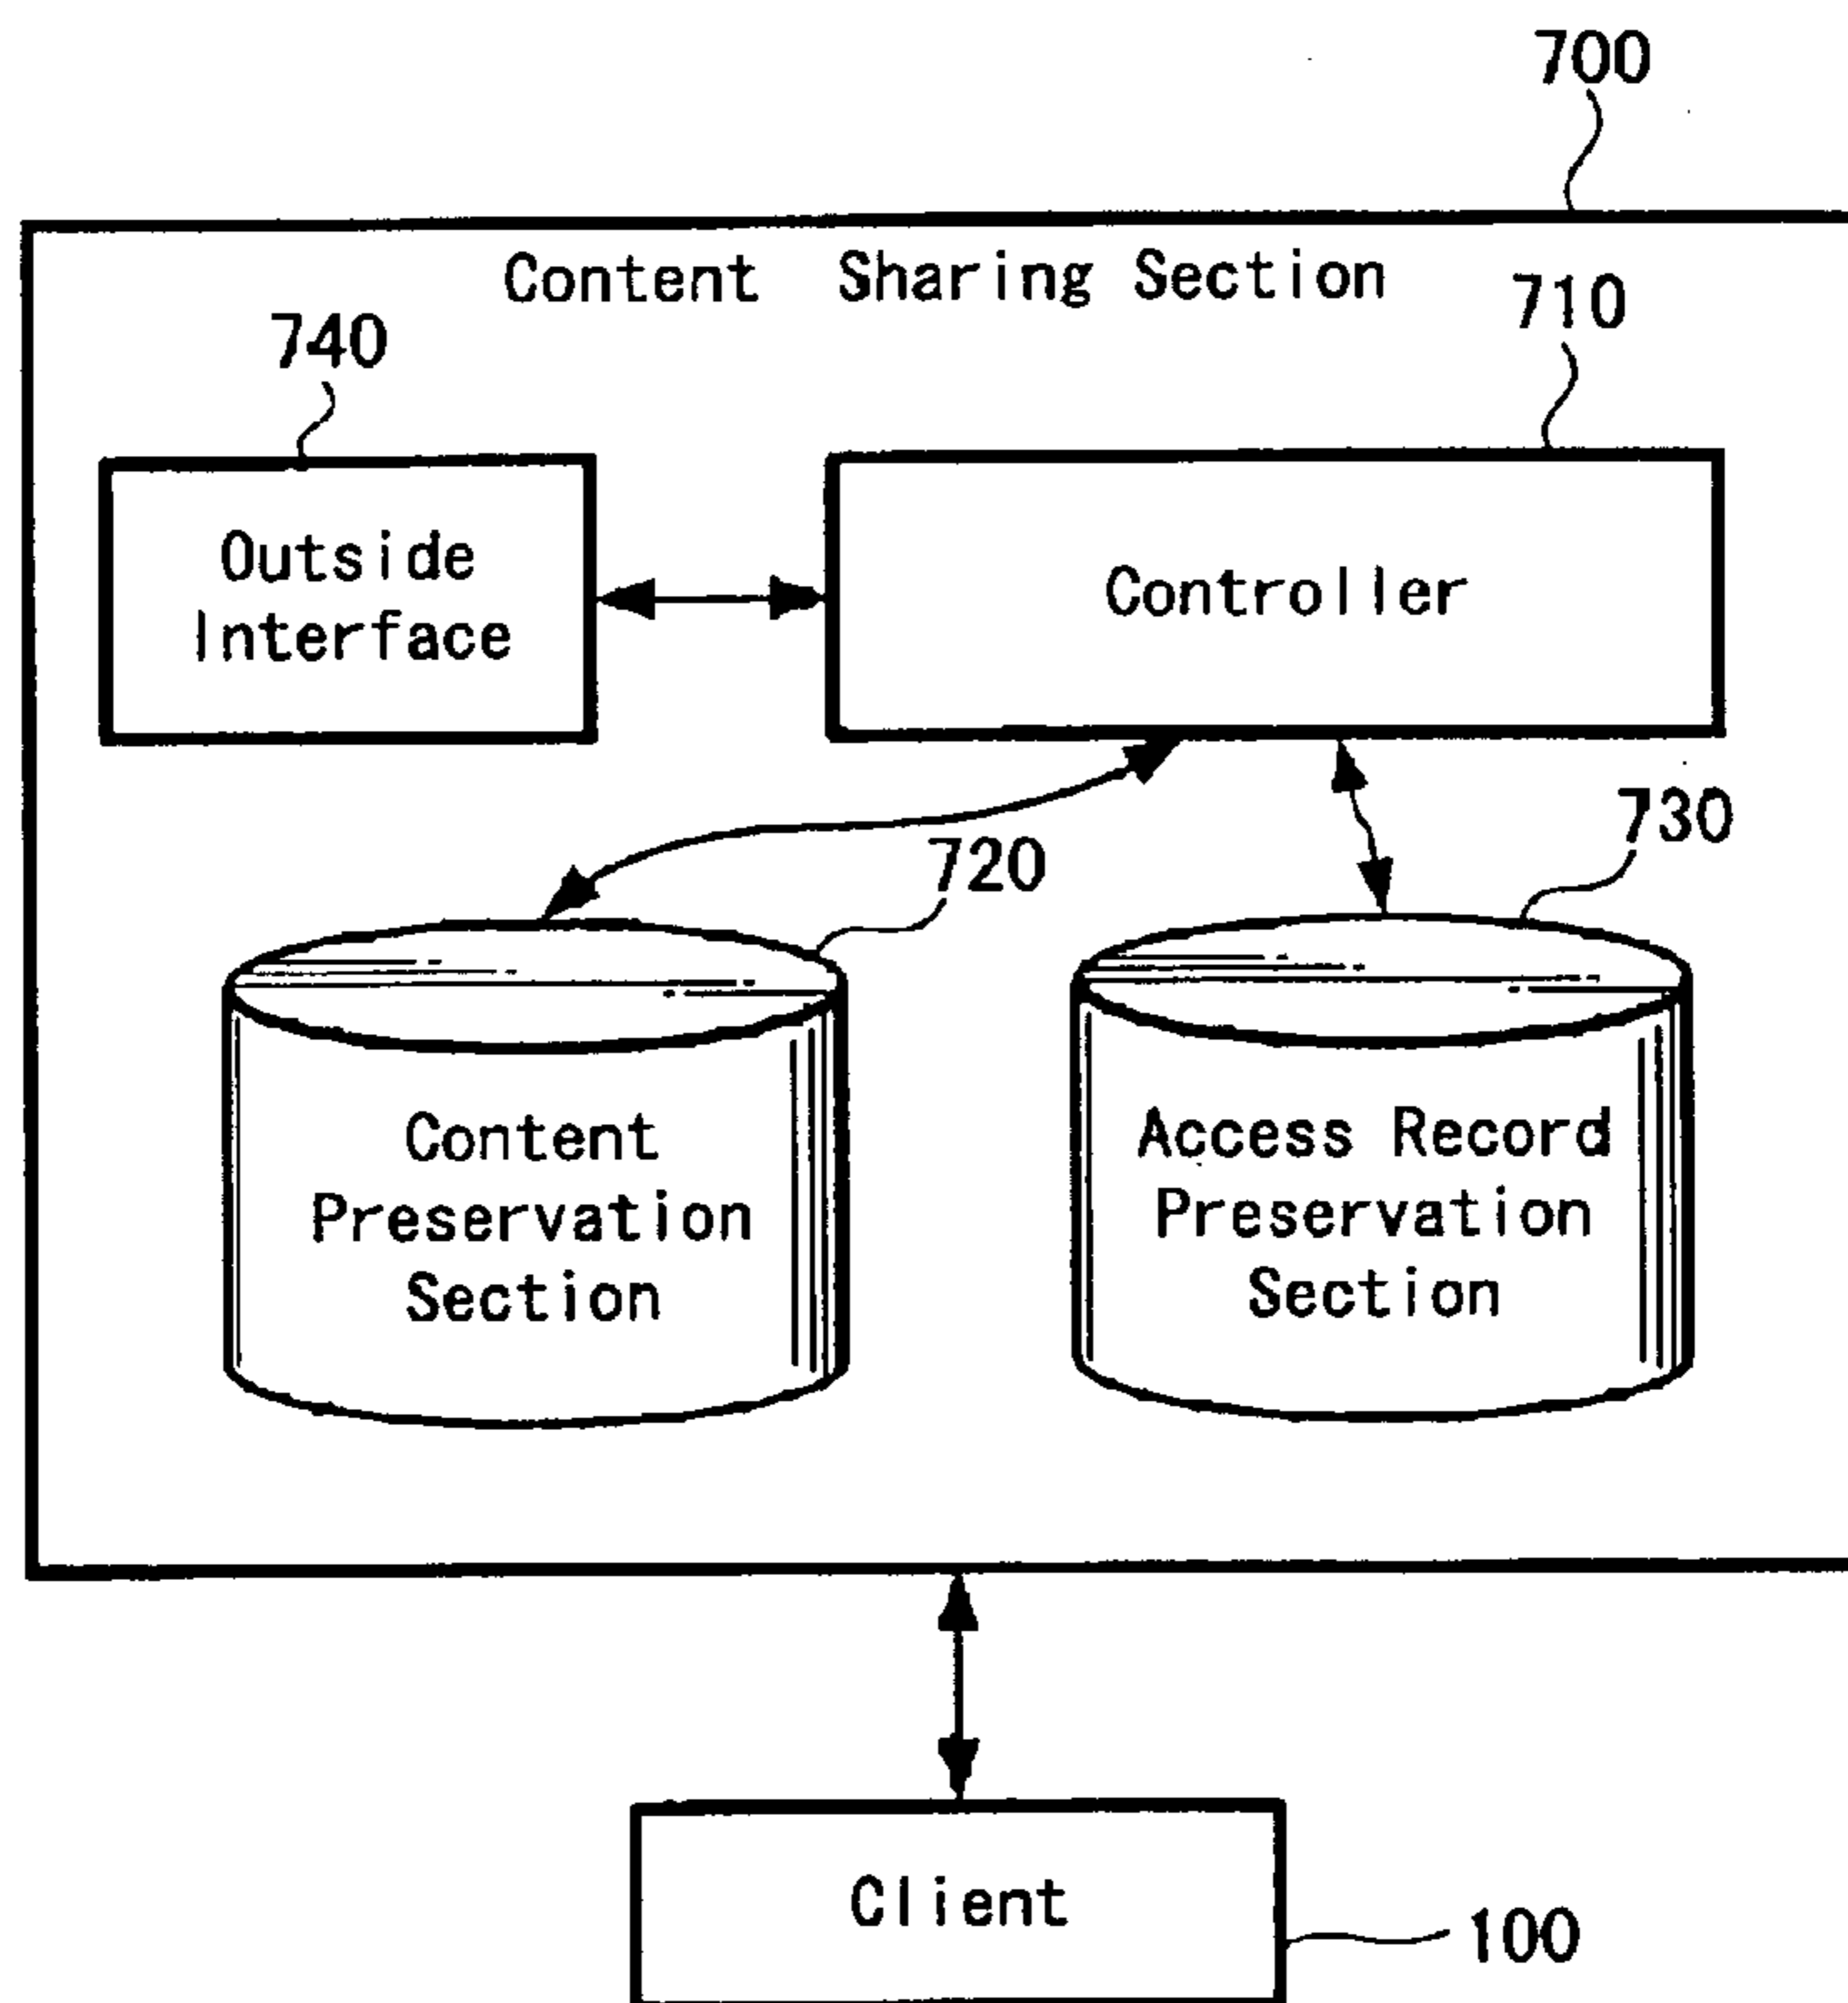 700
Content Sharing Section
710
740
Outside
Interface
Controller
720
730
Content
Preservation
Section
Access Record
Preservation
Section
Client
100